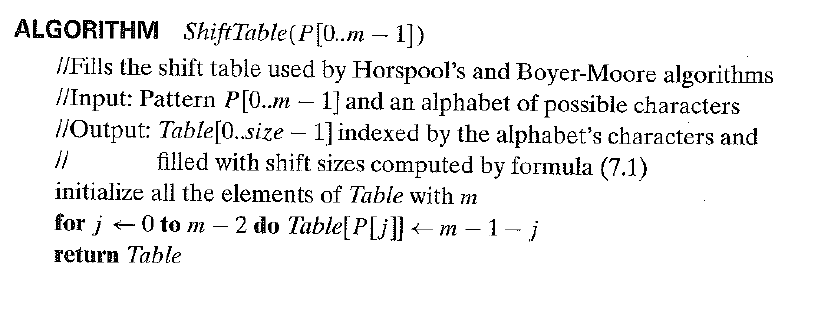 ALGORITHM ShiftTable(P[0..m − 1])
//Fills the shift table used by Horspool's and Boyer-Moore algorithms
//Input: Pattern P[0..m − 1] and an alphabet of possible characters
//Output: Table[0..size − 1] indexed by the alphabet's characters and
// filled with shift sizes computed by formula (7.1)
initialize all the elements of Table with m
for j ← 0 to m − 2 do Table[P[j]] ← m − 1 − j
return Table